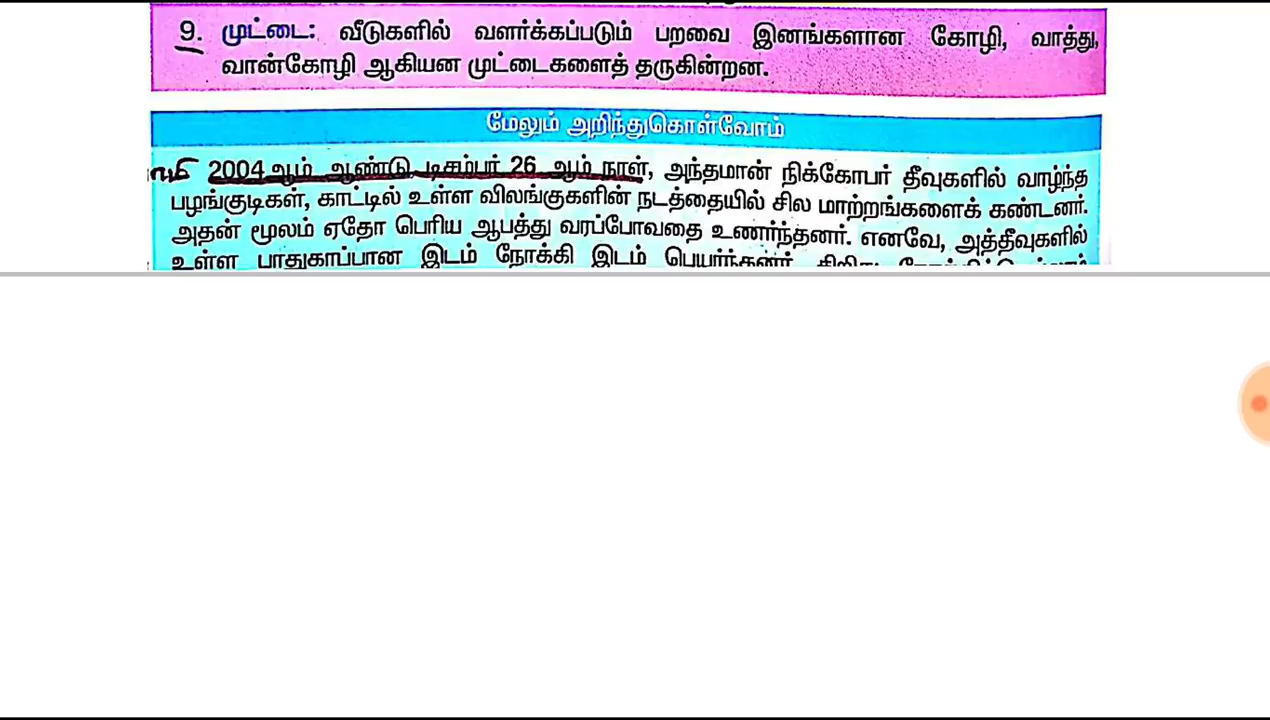 9. முட்டை: வீடுகளில் வளர்க்கப்படும் பறவை இனங்களான கோழி, வாத்து,
வான்கோழி ஆகியன முட்டைகளைத் தருகின்றன.
மேலும் அறிந்துகொள்வோம்
2004 ஆம் ஆண்டு டிசம்பர் 26 ஆம் நாள், அந்தமான் நிக்கோபர் தீவுகளில் வாழ்ந்த
பழங்குடிகள், காட்டில் உள்ள விலங்குகளின் நடத்தையில் சில மாற்றங்களைக் கண்டனர்.
அதன் மூலம் ஏதோ பெரிய ஆபத்து வரப்போவதை உணர்ந்தனர். எனவே, அத்தீவுகளில்
உள்ள பாதுகாப்பான இடம் நோக்கி இடம் பெயர்ந்தனர்.